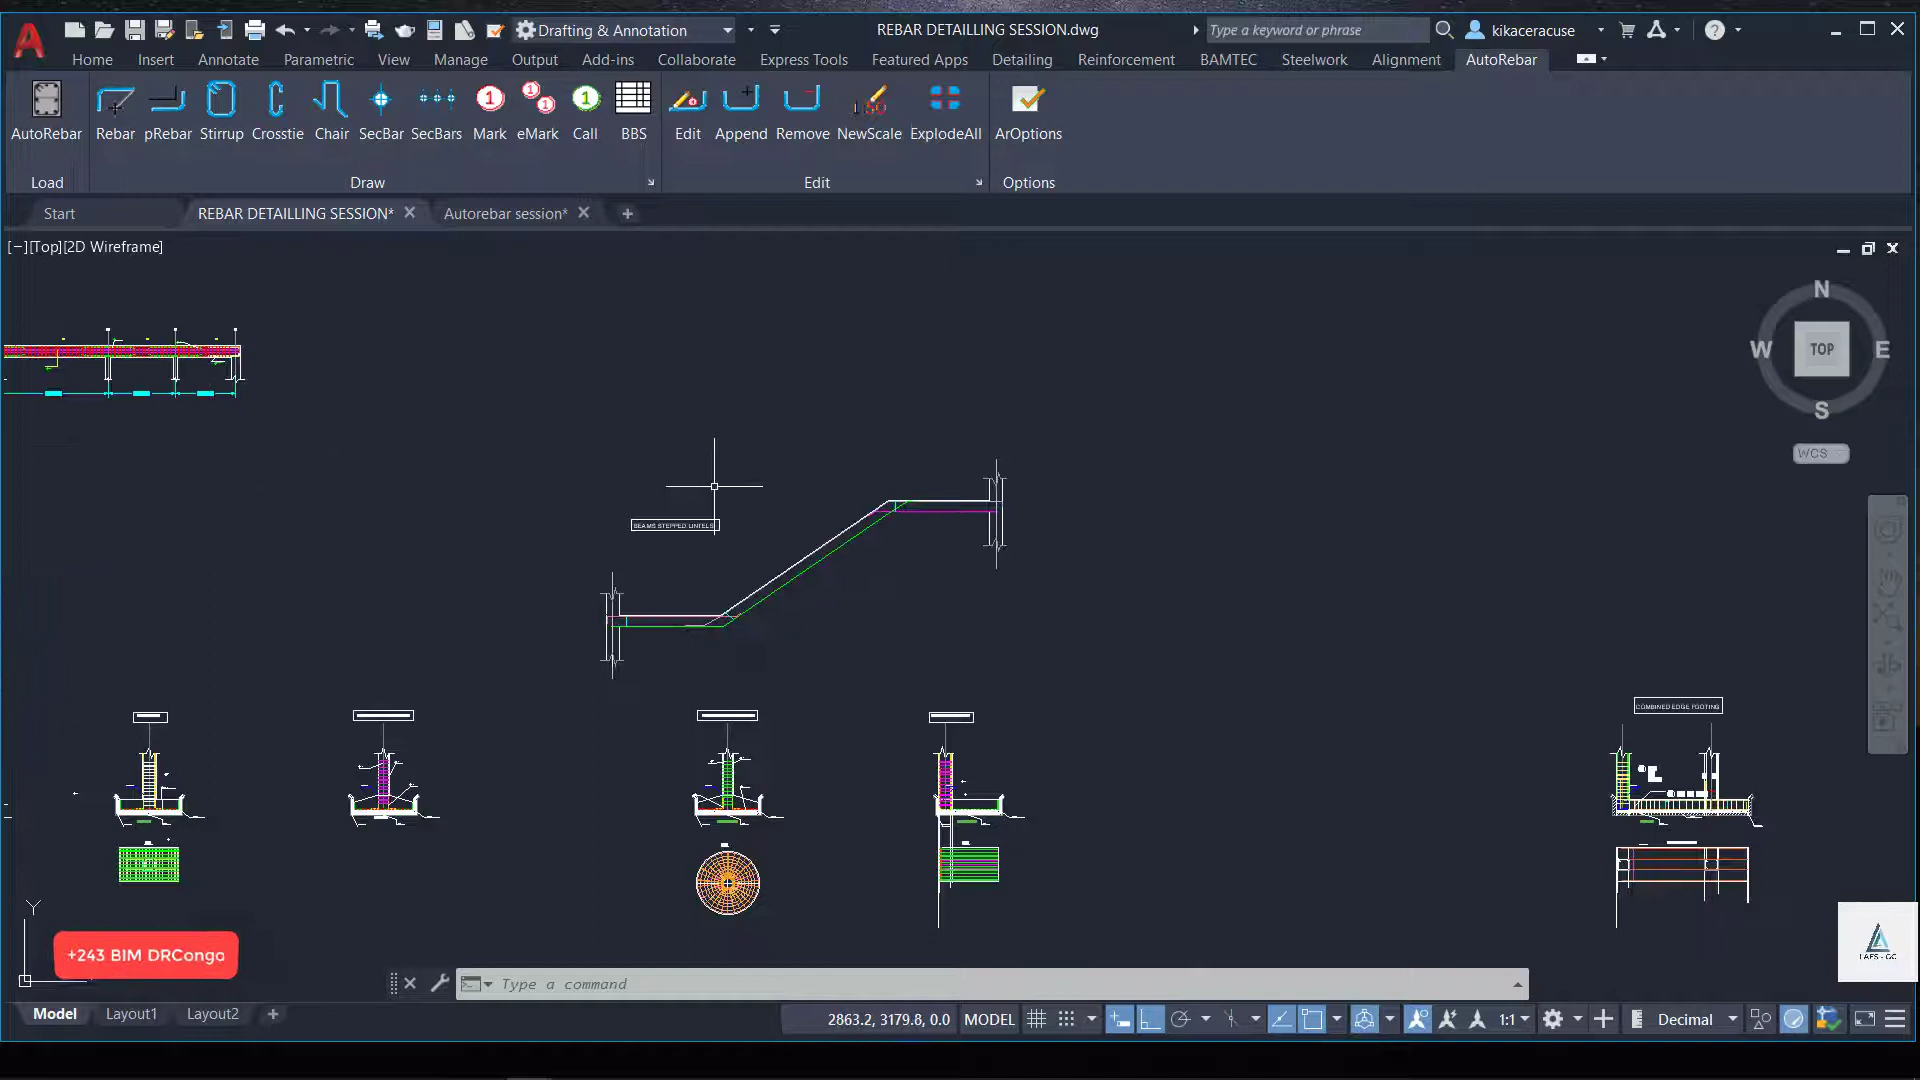 Drafting & Annotation
REBAR DETAILLING SESSION.dwg
Type a keyword or phrase
kikaceracuse
Home Insert Annotate Parametric View Manage Output Add-ins Collaborate Express Tools Featured Apps Detailing Reinforcement BAMTEC Steelwork Alignment AutoRebar
AutoRebar Rebar pRebar Stirrup Crosstie Chair SecBar SecBars Mark eMark Call BBS Edit Append Remove NewScale ExplodeAll ArOptions
Load Draw Edit Options
Start REBAR DETAILLING SESSION* Autorebar session*
[−][Top][2D Wireframe]
N
W TOP E
S
WCS
BEAMS STEPPED LINTELS
COMBINED EDGE FOOTING
Y
+243 BIM DRCongo
LAFS - GC
Type a command
Model Layout1 Layout2
2863.2, 3179.8, 0.0 MODEL 1:1 Decimal